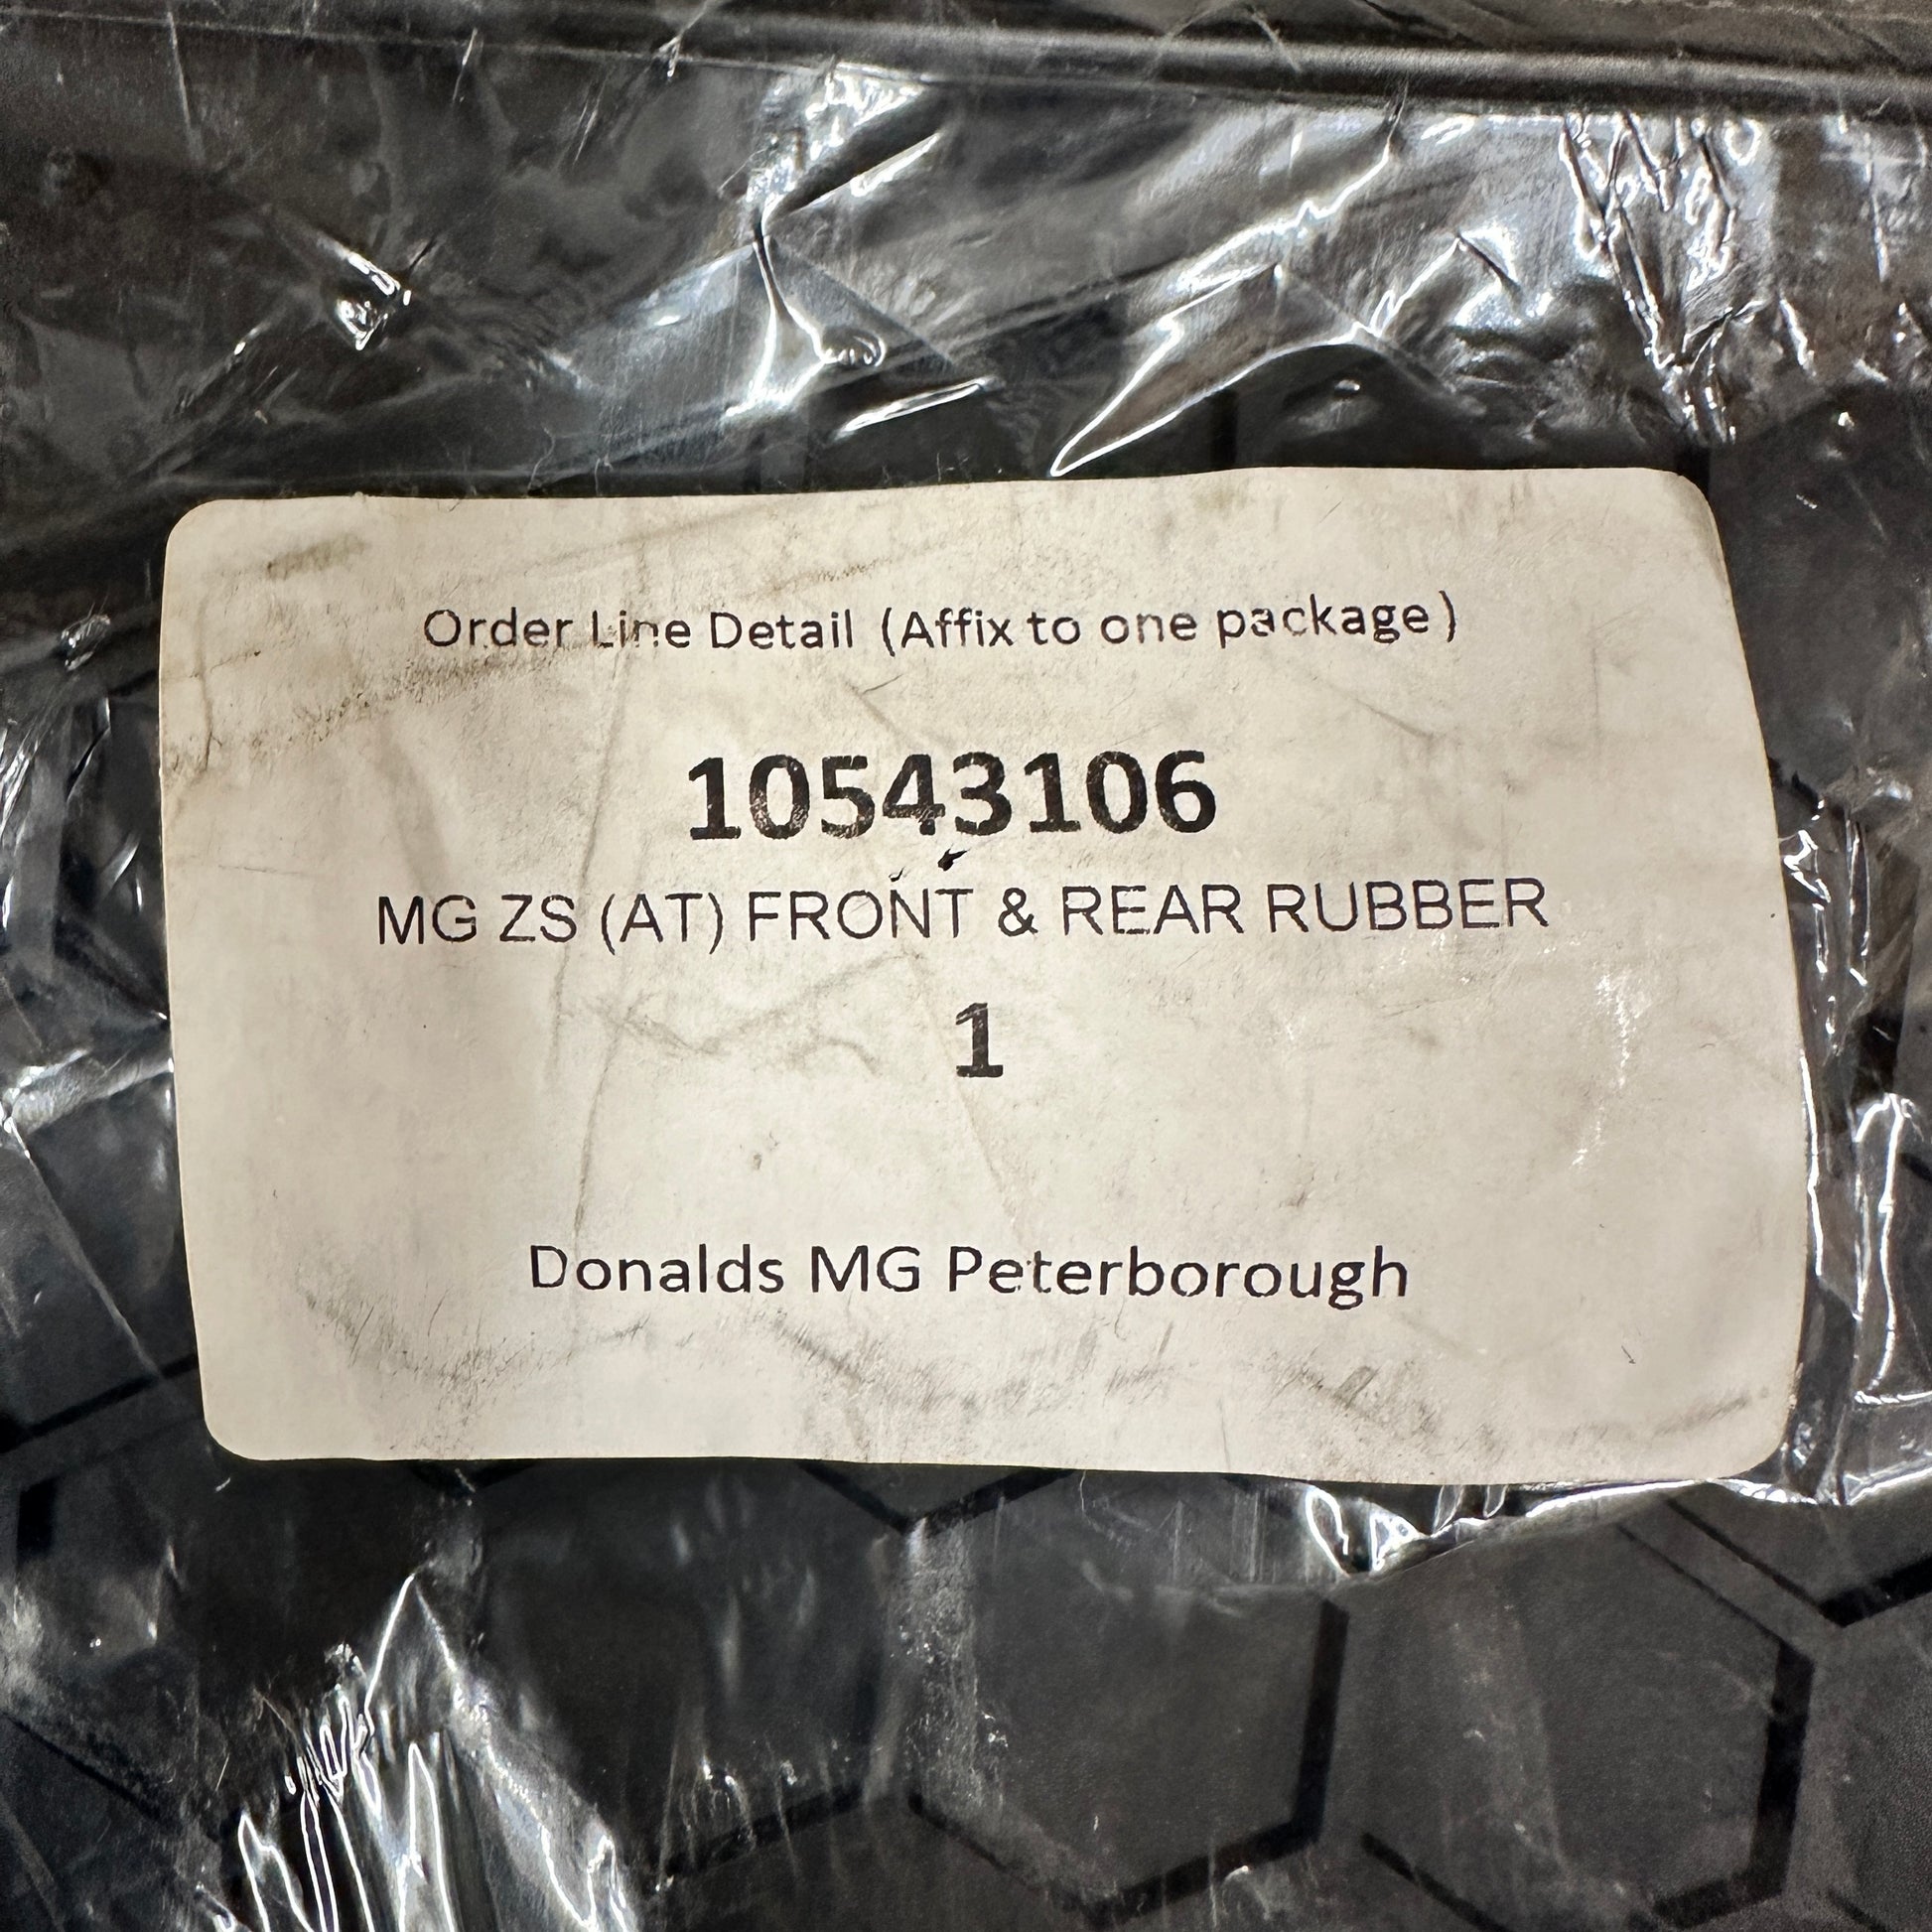 Order Line Detail (Affix to one package)
10543106
MG ZS (AT) FRONT & REAR RUBBER
1
Donalds MG Peterborough